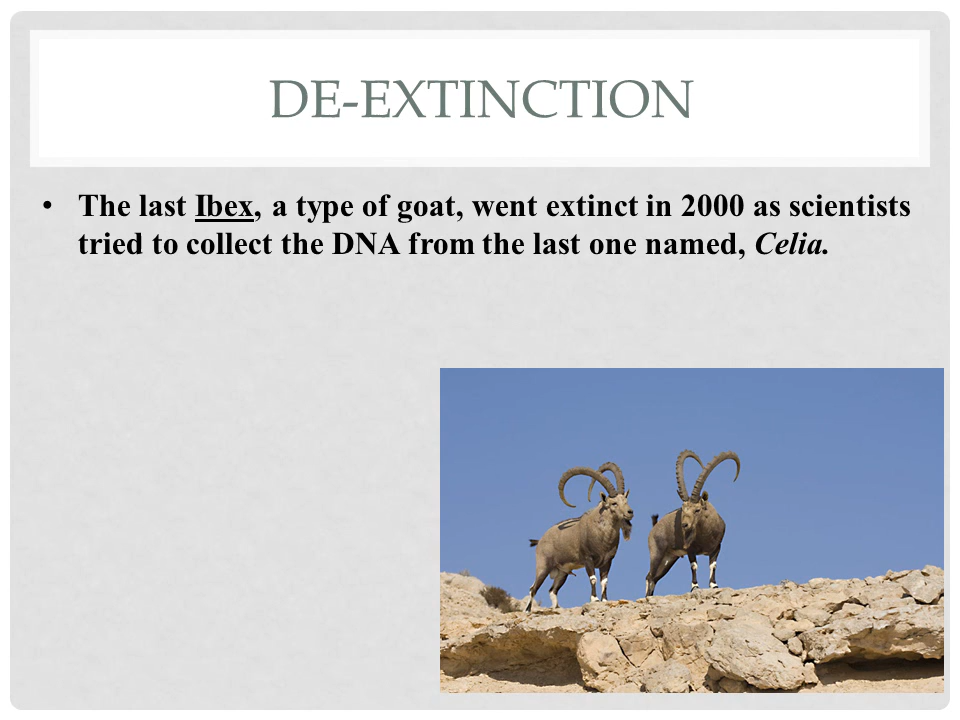 DE-EXTINCTION
• The last Ibex, a type of goat, went extinct in 2000 as scientists
tried to collect the DNA from the last one named, Celia.